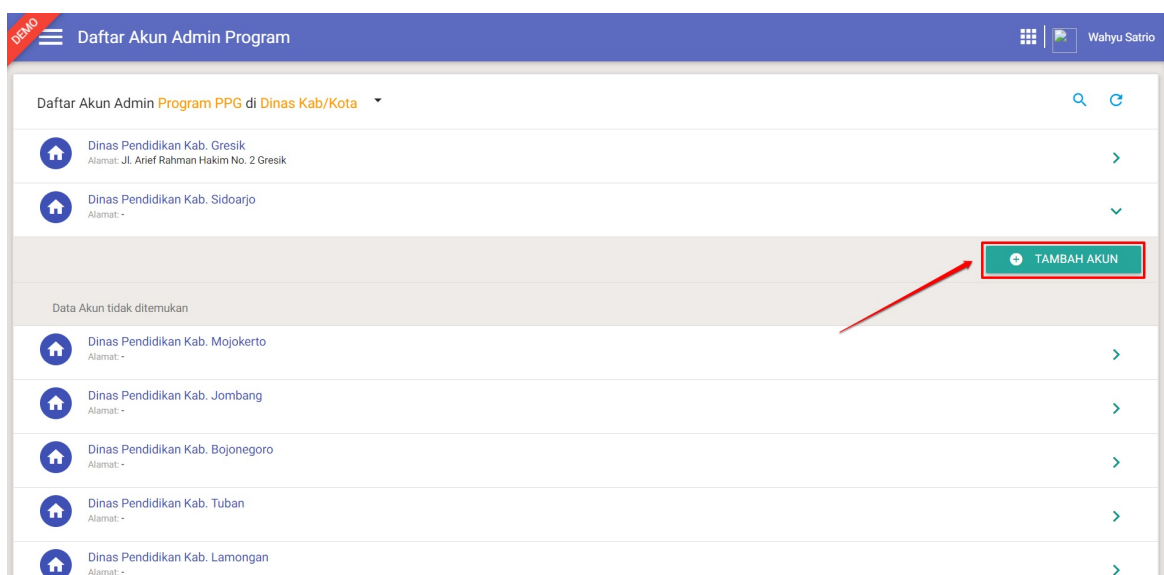 DEMO
Daftar Akun Admin Program
Wahyu Satrio
Daftar Akun Admin Program PPG di Dinas Kab/Kota
Dinas Pendidikan Kab. Gresik
Alamat: Jl. Arief Rahman Hakim No. 2 Gresik
Dinas Pendidikan Kab. Sidoarjo
Alamat: -
TAMBAH AKUN
Data Akun tidak ditemukan
Dinas Pendidikan Kab. Mojokerto
Alamat: -
Dinas Pendidikan Kab. Jombang
Alamat: -
Dinas Pendidikan Kab. Bojonegoro
Alamat: -
Dinas Pendidikan Kab. Tuban
Alamat: -
Dinas Pendidikan Kab. Lamongan
Alamat: -